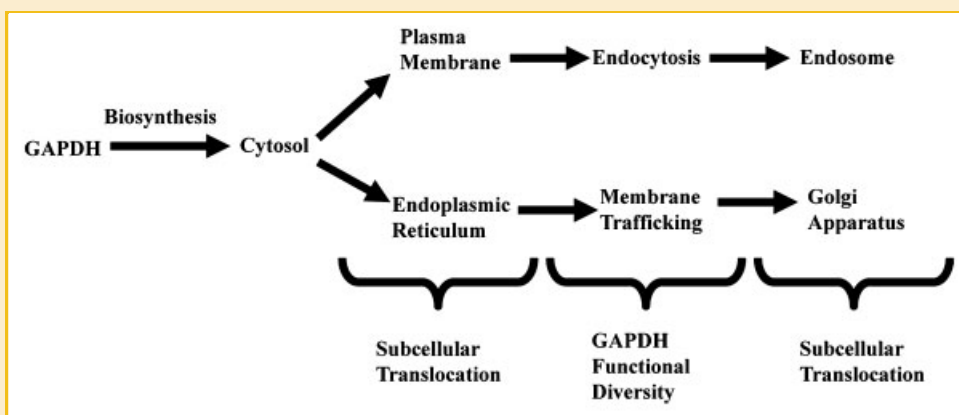 Plasma
Membrane
Endocytosis
Endosome
Biosynthesis
GAPDH
Cytosol
Endoplasmic
Reticulum
Membrane
Trafficking
Golgi
Apparatus
Subcellular
Translocation
GAPDH
Functional
Diversity
Subcellular
Translocation